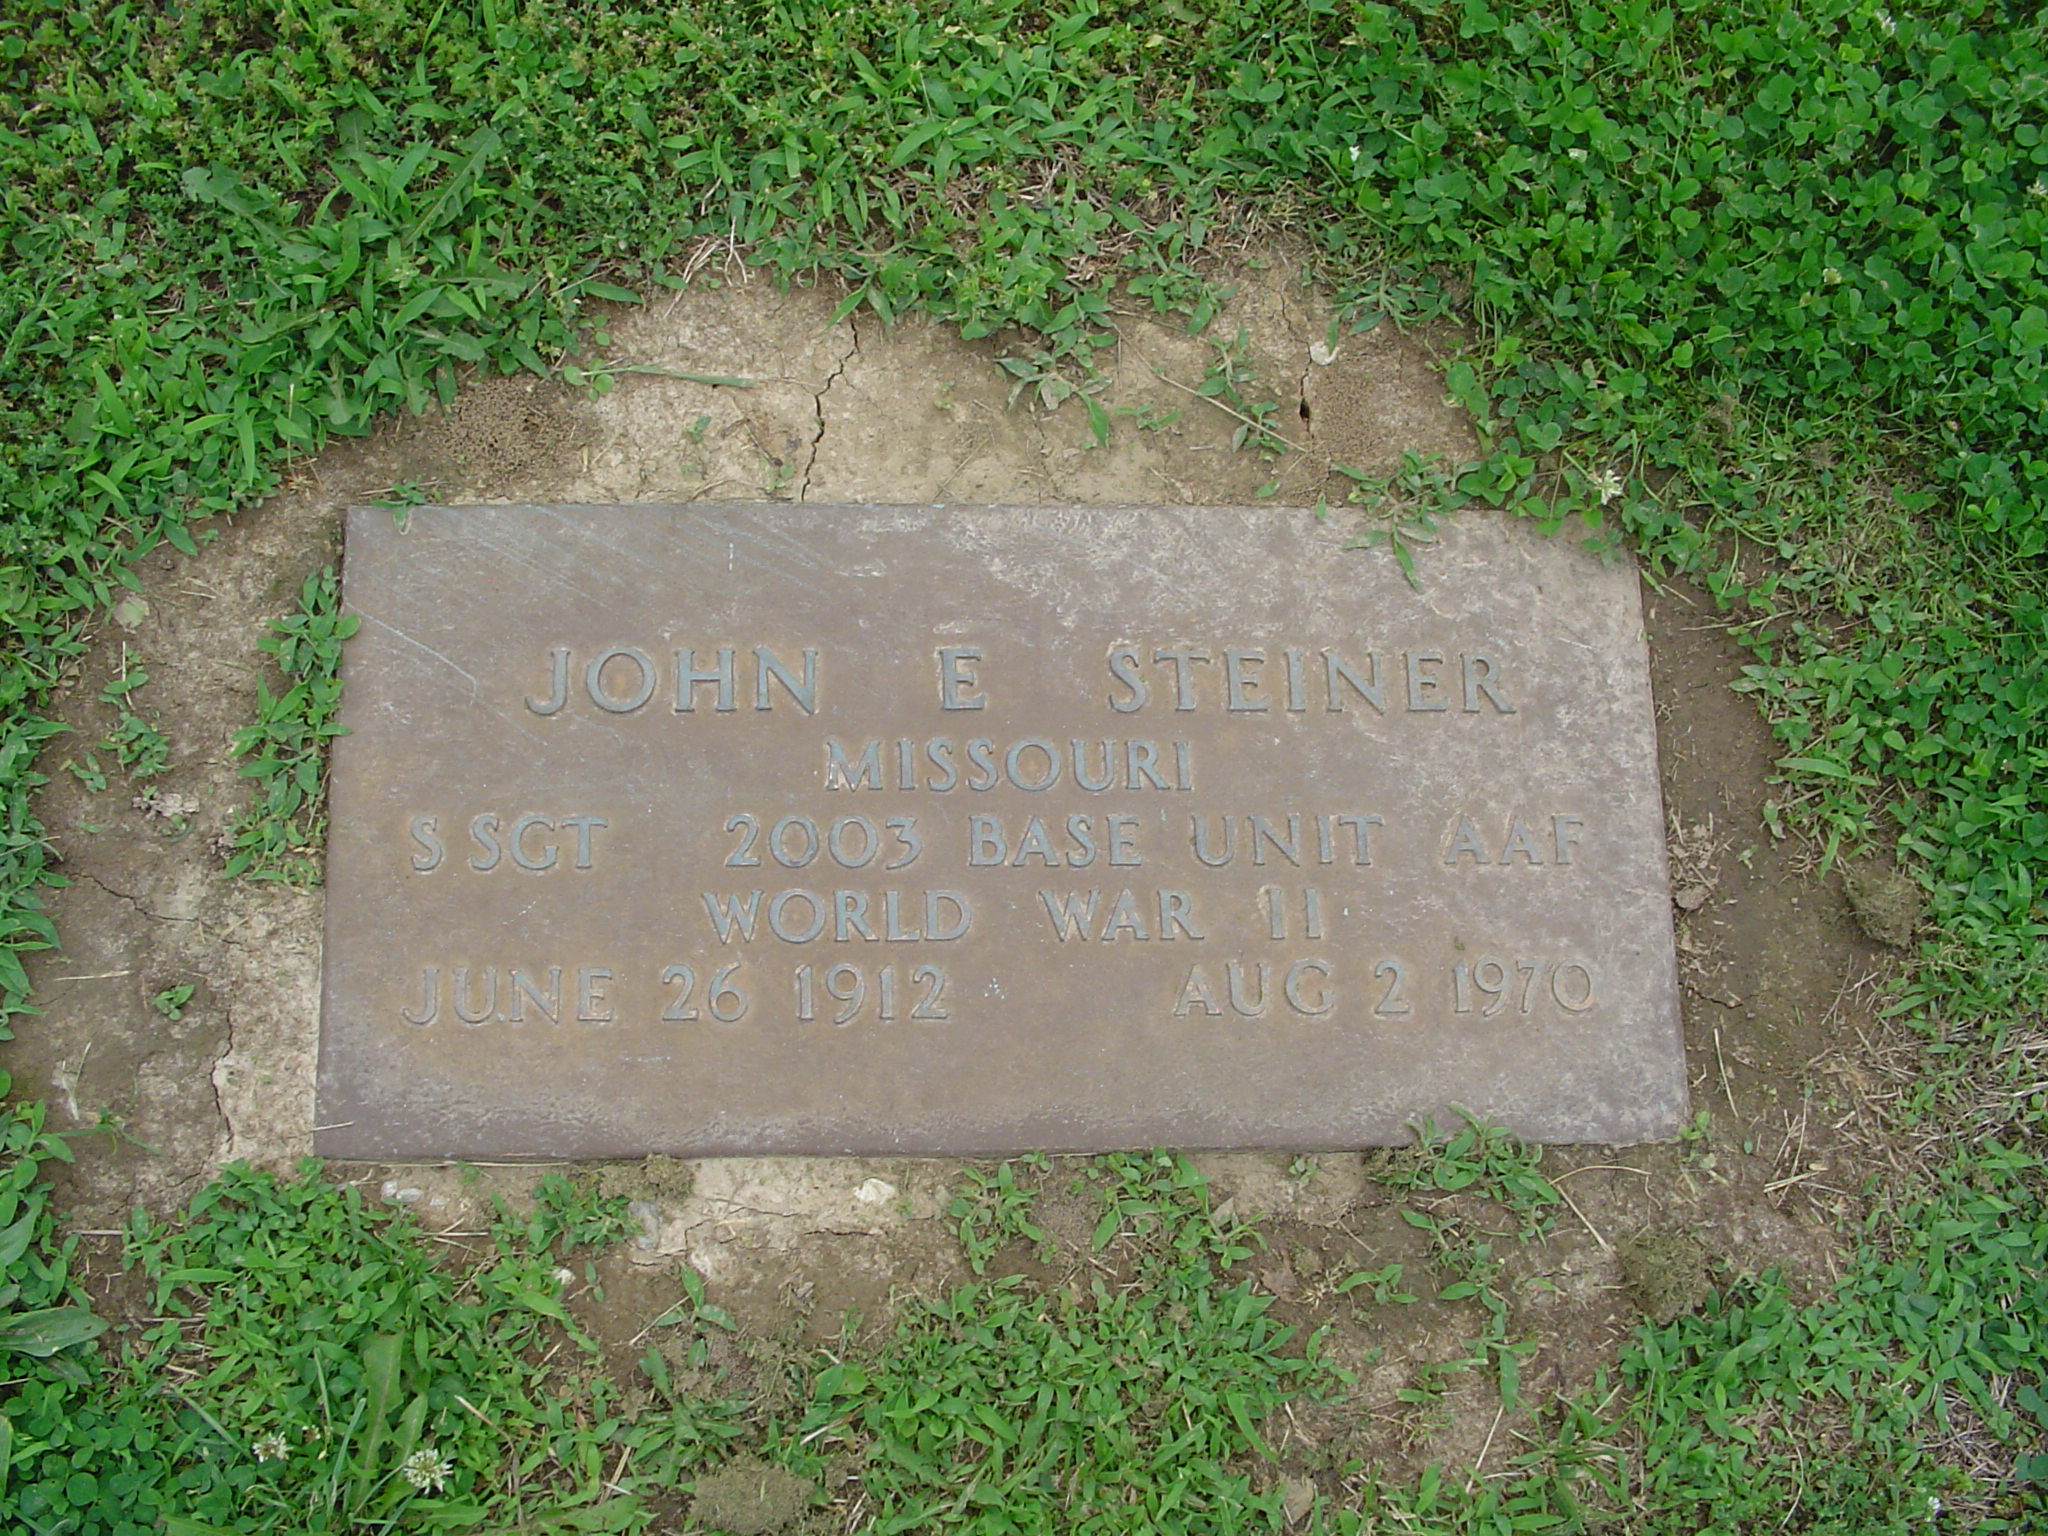 JOHN E STEINER
MISSOURI
S SGT 2003 BASE UNIT AAF
WORLD WAR II
JUNE 26 1912 AUG 2 1970